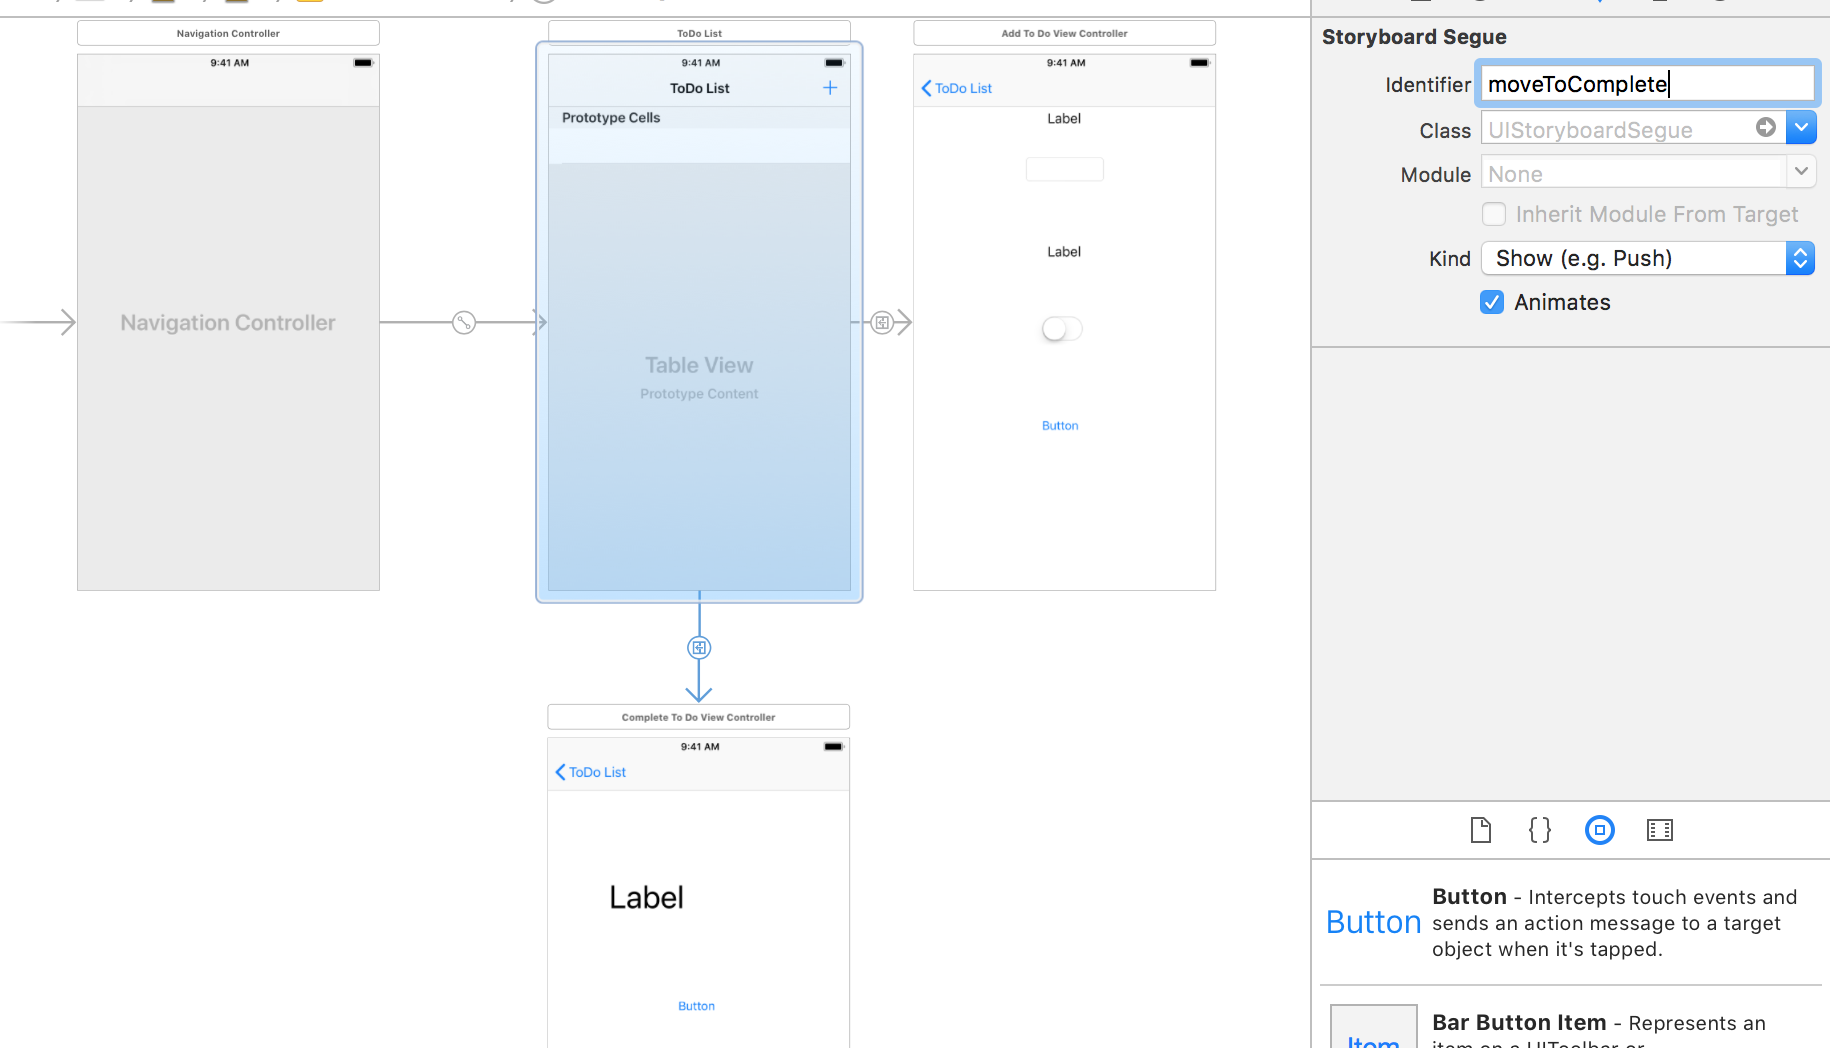 Navigation Controller
9:41 AM
Navigation Controller
ToDo List
9:41 AM
ToDo List
+
Prototype Cells
Table View
Prototype Content
Add To Do View Controller
9:41 AM
ToDo List
Label
Label
Button
Complete To Do View Controller
9:41 AM
ToDo List
Label
Button
Storyboard Segue
Identifier moveToComplete
Class UIStoryboardSegue
Module None
Inherit Module From Target
Kind Show (e.g. Push)
Animates
{}
Button
Button - Intercepts touch events and
sends an action message to a target
object when it's tapped.
Item
Bar Button Item - Represents an
item on a UIToolbar or